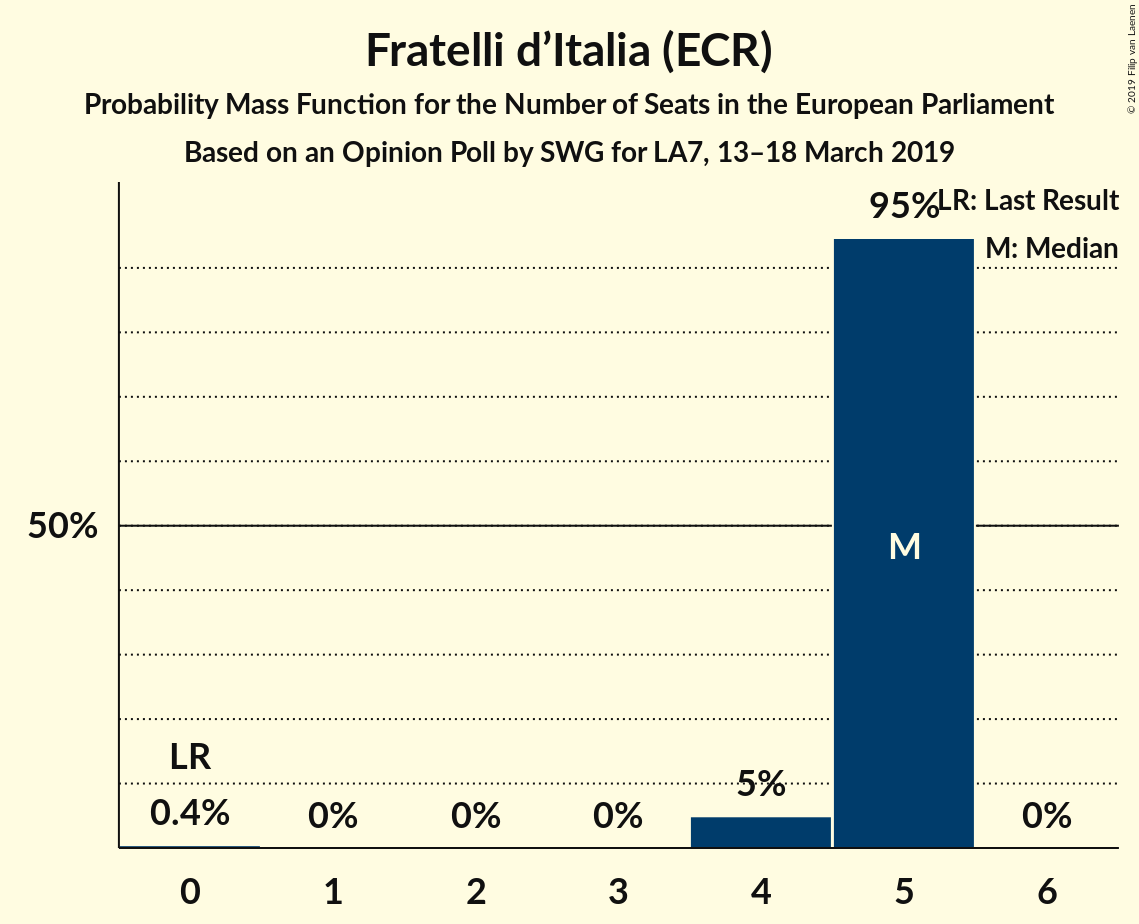 Fratelli d’Italia (ECR)
Probability Mass Function for the Number of Seats in the European Parliament
Based on an Opinion Poll by SWG for LA7, 13–18 March 2019
© 2019 Filip van Laenen
95%
LR: Last Result
M: Median
50%
M
LR
0.4%
0%
0%
0%
5%
0%
0
1
2
3
4
5
6